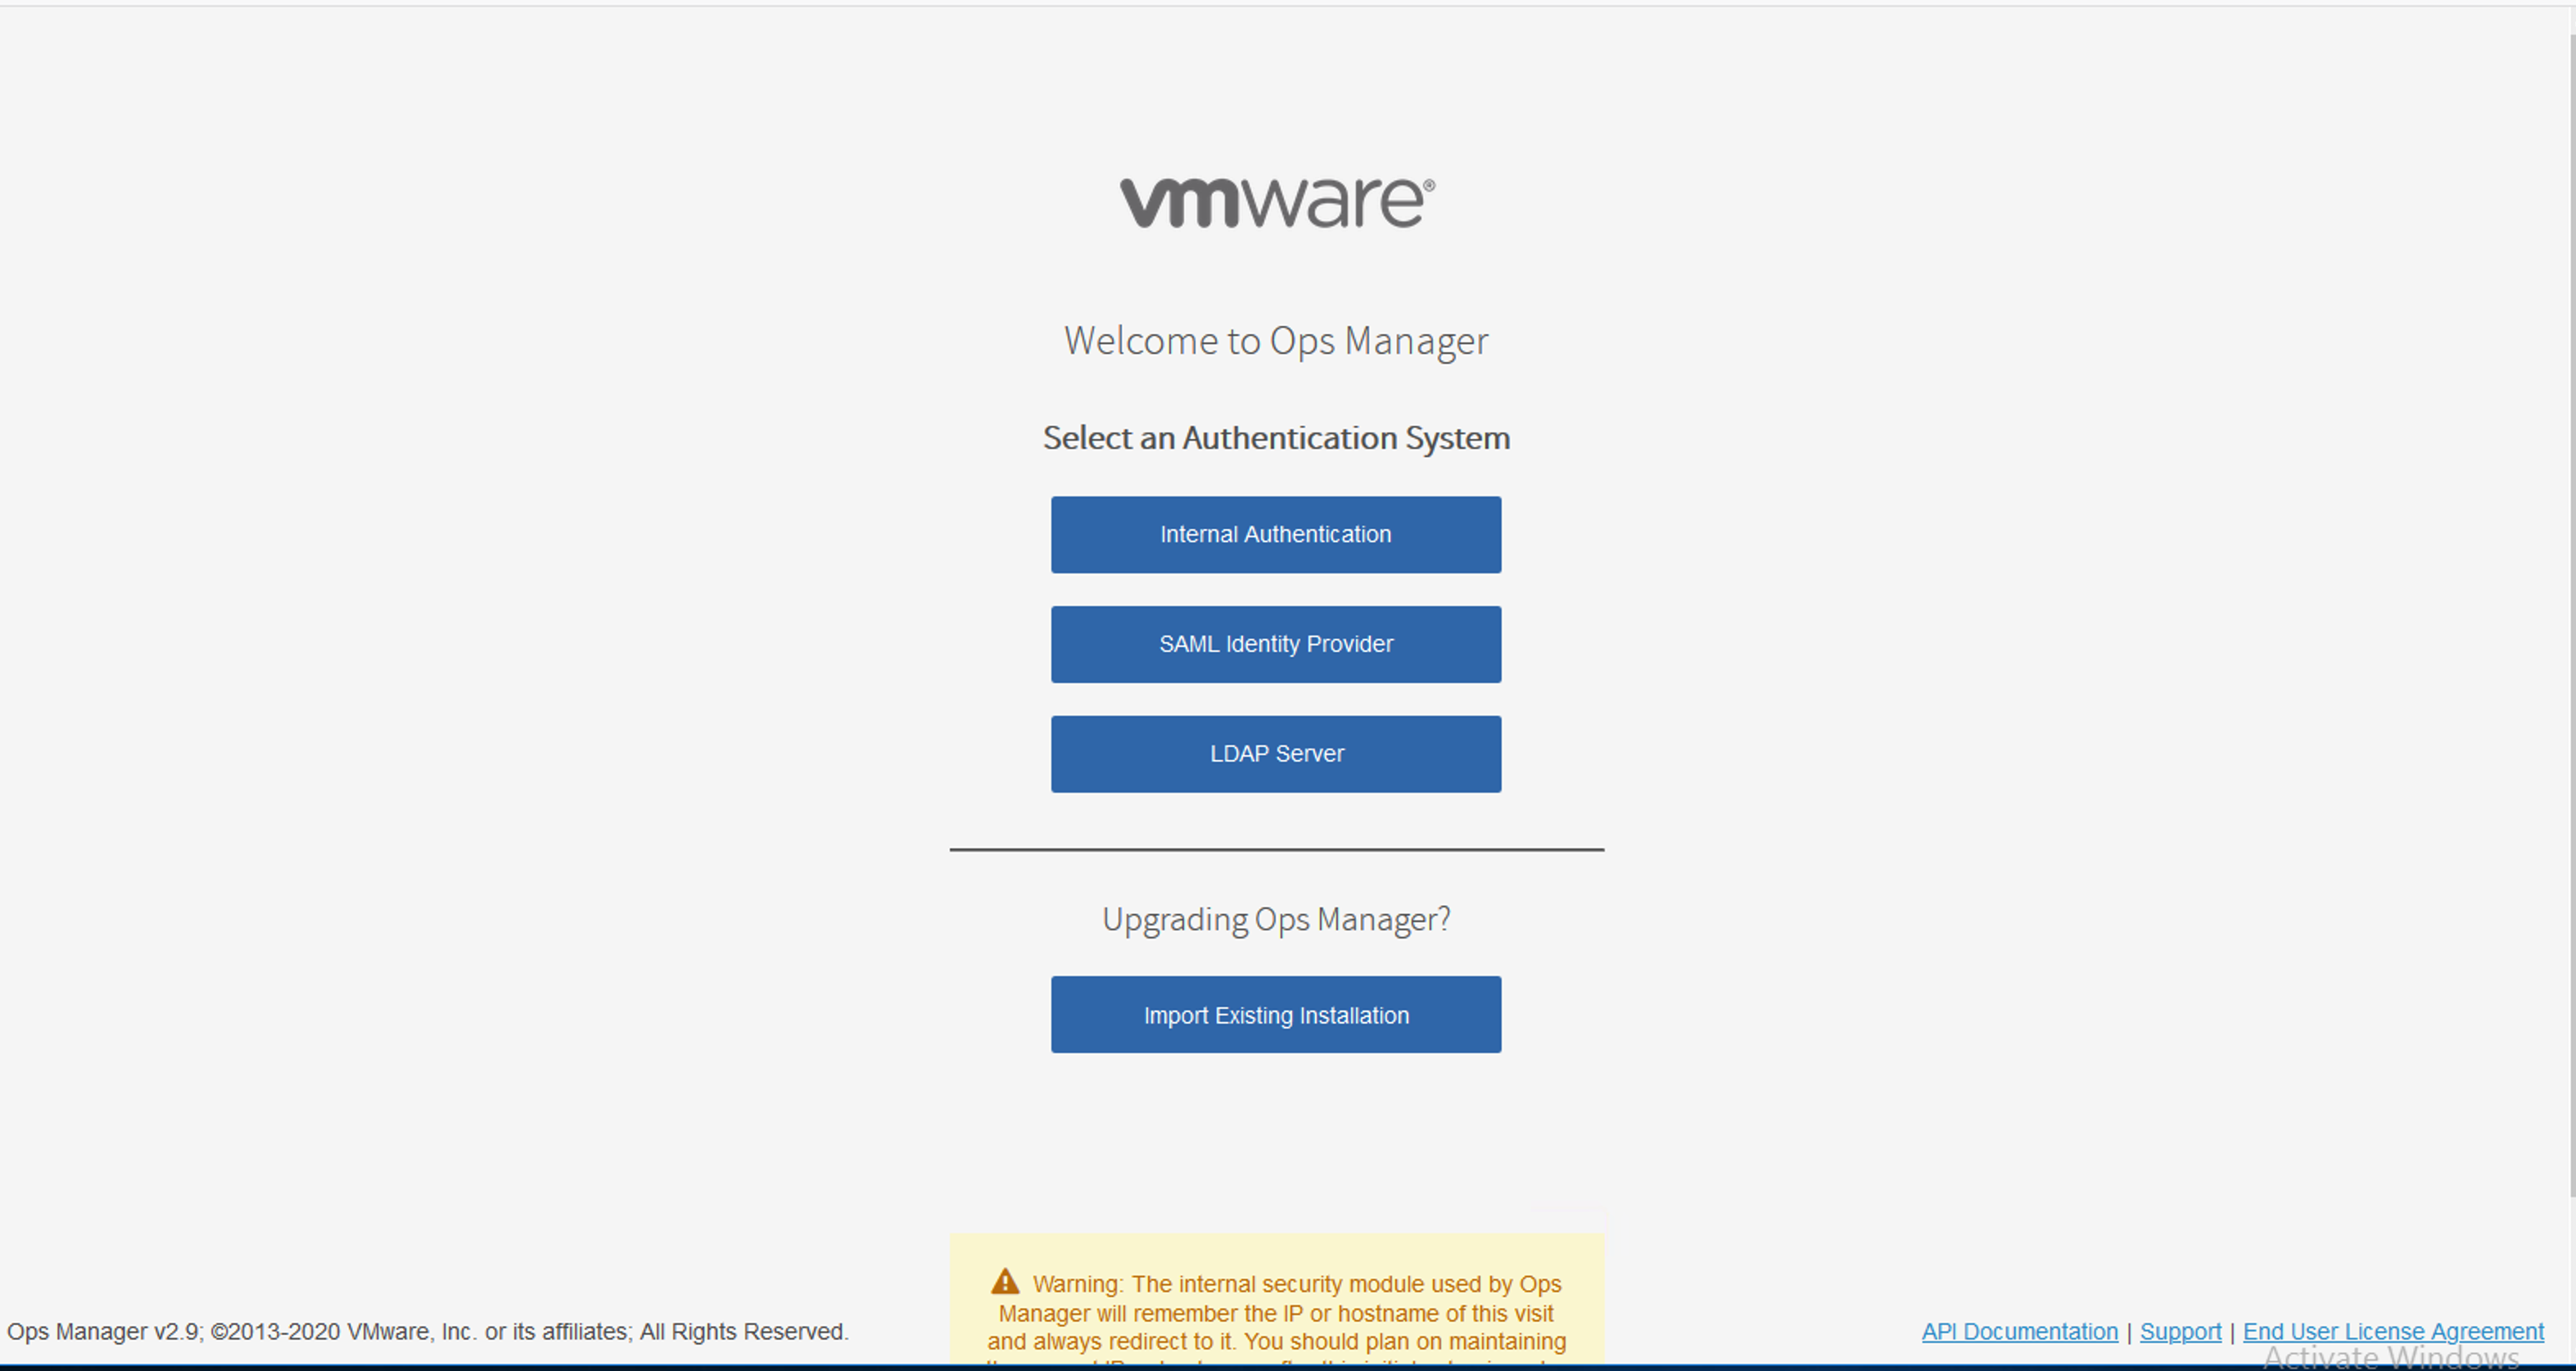 vmware®
Welcome to Ops Manager
Select an Authentication System
Internal Authentication
SAML Identity Provider
LDAP Server
Upgrading Ops Manager?
Import Existing Installation
Warning: The internal security module used by Ops
Manager will remember the IP or hostname of this visit
and always redirect to it. You should plan on maintaining
Ops Manager v2.9; ©2013-2020 VMware, Inc. or its affiliates; All Rights Reserved.
API Documentation | Support | End User License Agreement
Activate Windows